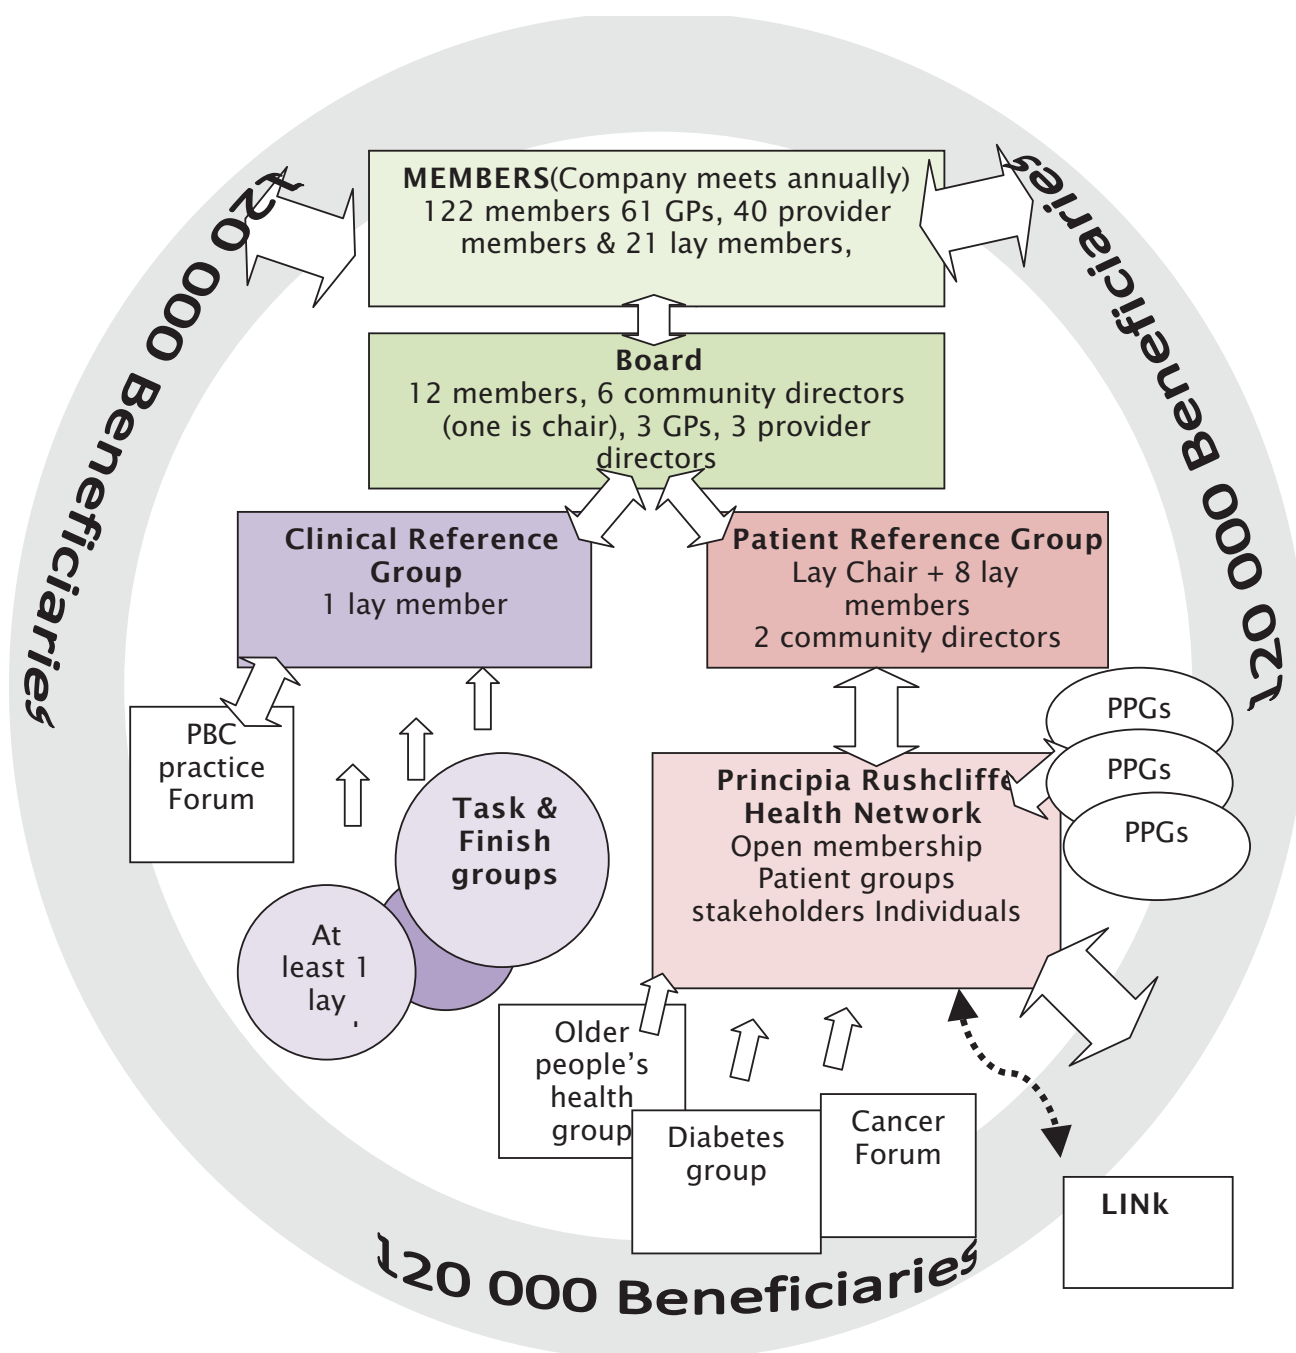 120 000 Beneficiaries
120 000 Beneficiaries
MEMBERS(Company meets annually)
122 members 61 GPs, 40 provider
members & 21 lay members,
Board
12 members, 6 community directors
(one is chair), 3 GPs, 3 provider
directors
Clinical Reference
Group
1 lay member
Patient Reference Group
Lay Chair + 8 lay
members
2 community directors
PBC
practice
Forum
Task &
Finish
groups
At
least 1
lay
Principia Rushcliffe
Health Network
Open membership
Patient groups
stakeholders Individuals
PPGs
PPGs
PPGs
Older
people’s
health
group
Diabetes
group
Cancer
Forum
LINk
120 000 Beneficiaries